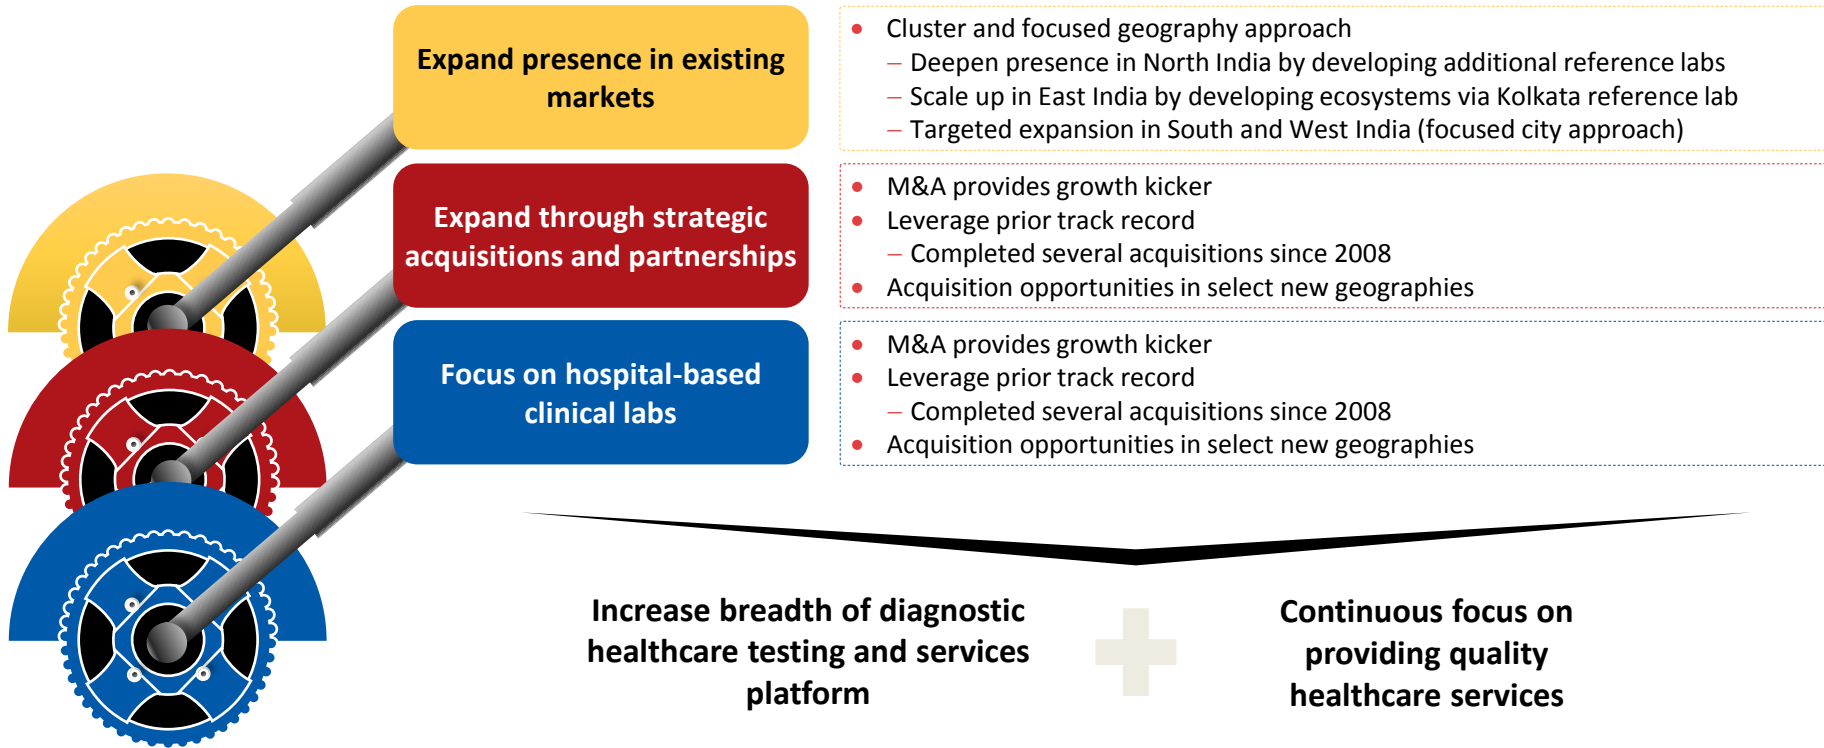 Expand presence in existing
markets
• Cluster and focused geography approach
– Deepen presence in North India by developing additional reference labs
– Scale up in East India by developing ecosystems via Kolkata reference lab
– Targeted expansion in South and West India (focused city approach)
Expand through strategic
acquisitions and partnerships
• M&A provides growth kicker
• Leverage prior track record
– Completed several acquisitions since 2008
• Acquisition opportunities in select new geographies
Focus on hospital-based
clinical labs
• M&A provides growth kicker
• Leverage prior track record
– Completed several acquisitions since 2008
• Acquisition opportunities in select new geographies
Increase breadth of diagnostic
healthcare testing and services
platform
Continuous focus on
providing quality
healthcare services